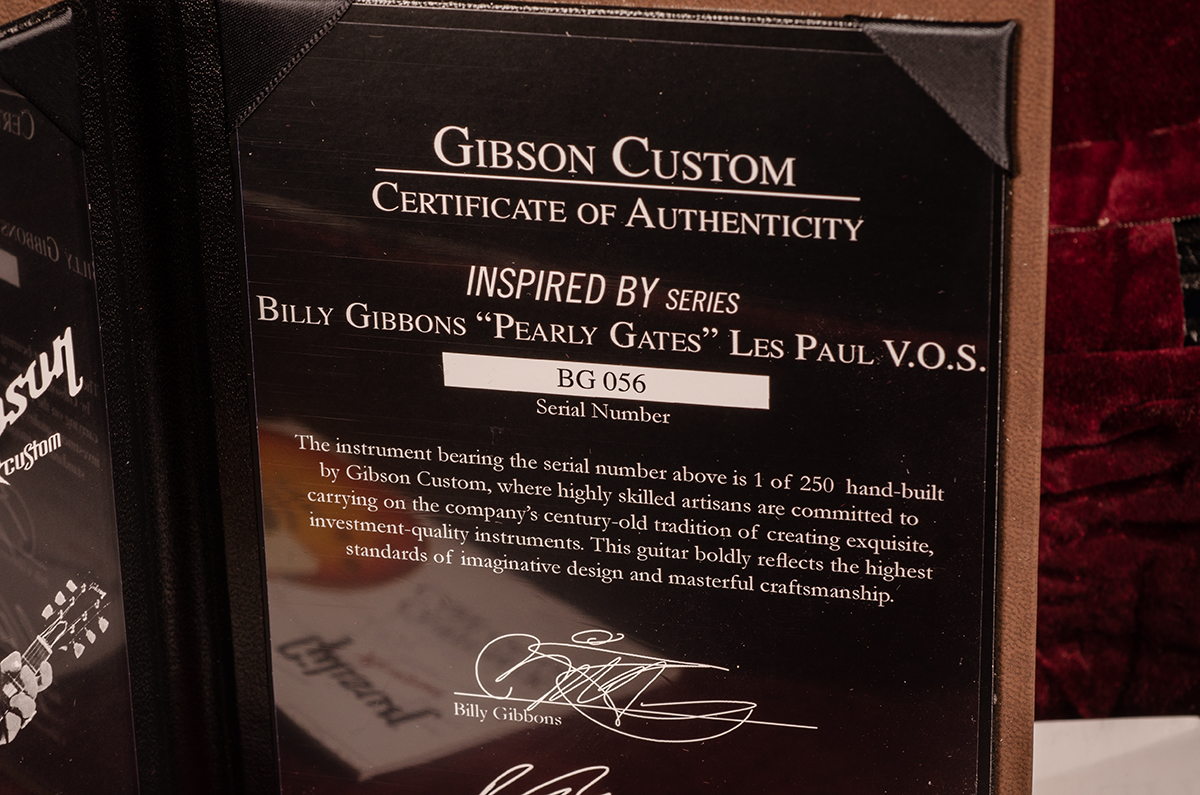 GIBSON CUSTOM
CERTIFICATE OF AUTHENTICITY
INSPIRED BY SERIES
BILLY GIBBONS “PEARLY GATES” LES PAUL V.O.S.
BG 056
Serial Number
The instrument bearing the serial number above is 1 of 250 hand-built
by Gibson Custom, where highly skilled artisans are committed to
carrying on the company’s century-old tradition of creating exquisite,
investment-quality instruments. This guitar boldly reflects the highest
standards of imaginative design and masterful craftsmanship.
Billy Gibbons
custom